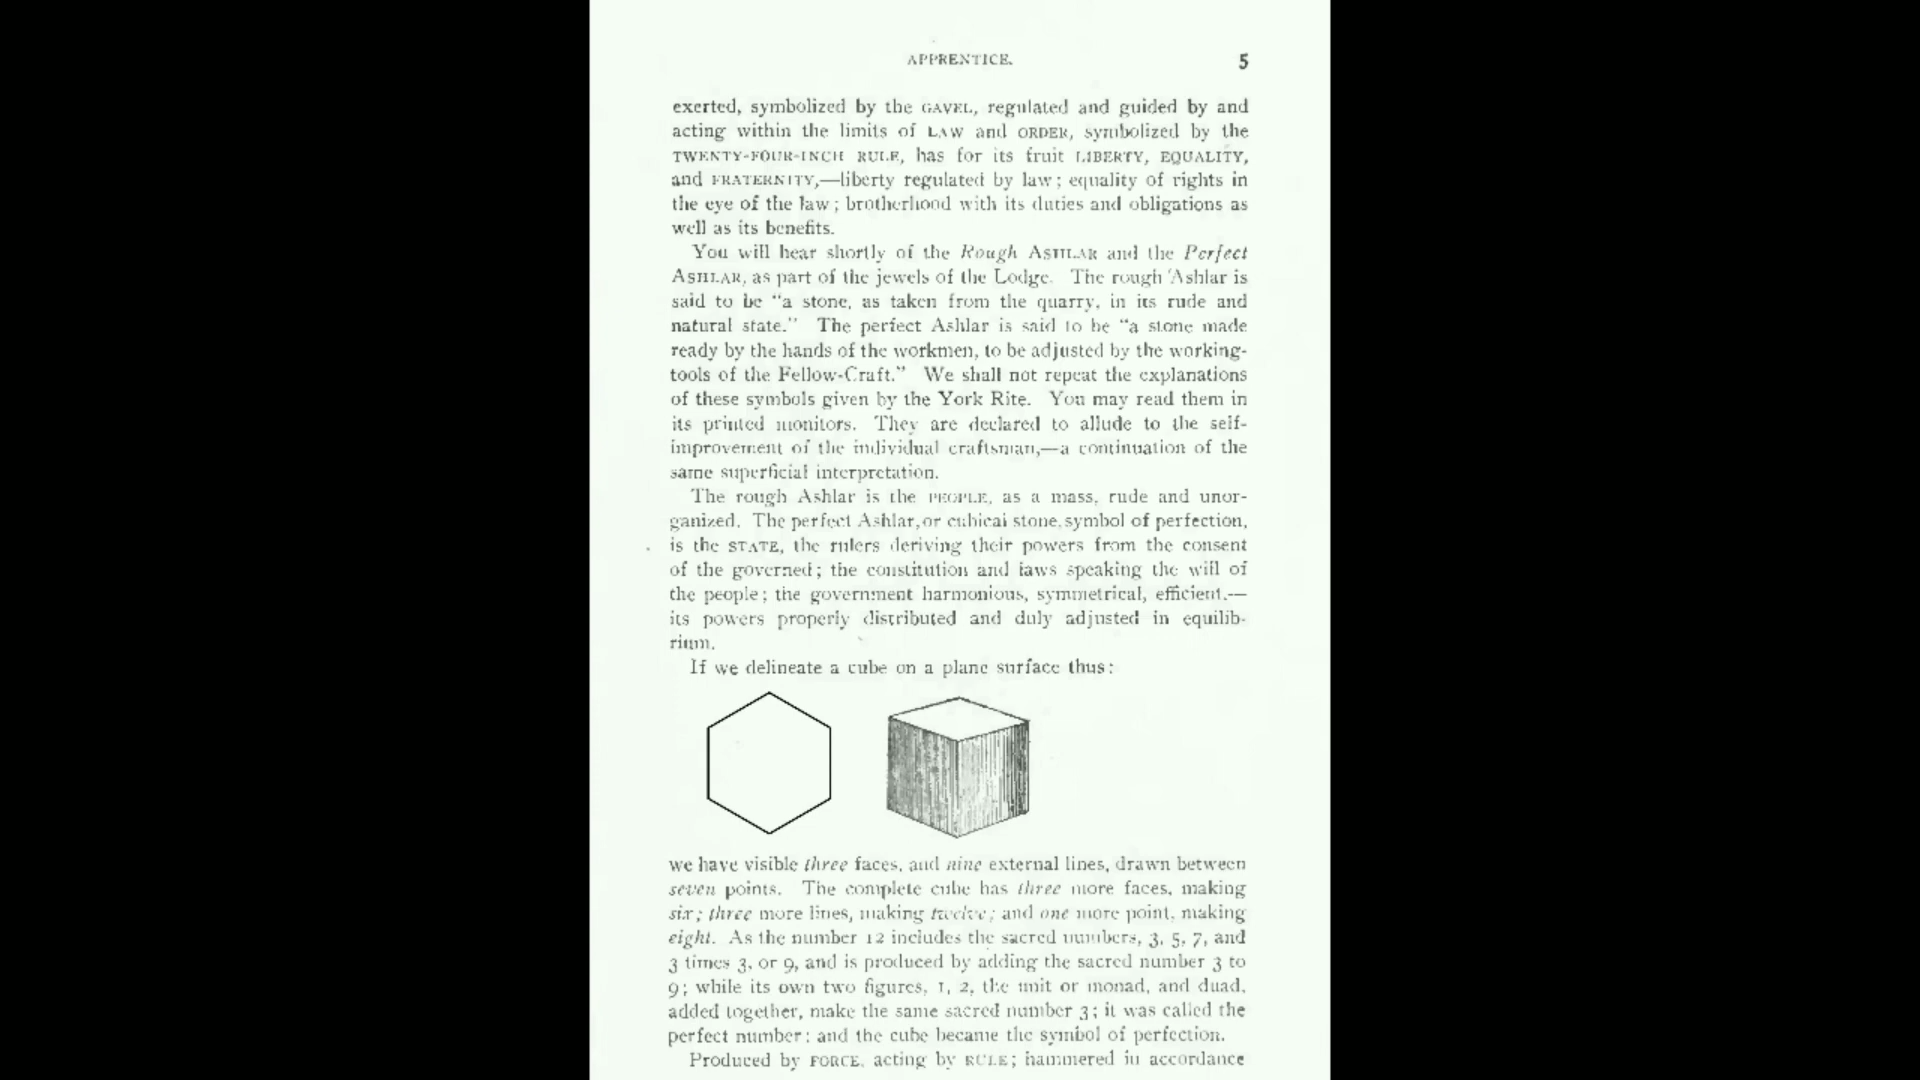 APPRENTICE. 5
exerted, symbolized by the GAVEL, regulated and guided by and
acting within the limits of LAW and ORDER, symbolized by the
TWENTY-FOUR-INCH RULE, has for its fruit LIBERTY, EQUALITY,
and FRATERNITY,—liberty regulated by law; equality of rights in
the eye of the law; brotherhood with its duties and obligations as
well as its benefits.
You will hear shortly of the Rough ASHLAR and the Perfect
ASHLAR, as part of the jewels of the Lodge. The rough Ashlar is
said to be “a stone, as taken from the quarry, in its rude and
natural state.” The perfect Ashlar is said to be “a stone made
ready by the hands of the workmen, to be adjusted by the working-
tools of the Fellow-Craft.” We shall not repeat the explanations
of these symbols given by the York Rite. You may read them in
its printed monitors. They are declared to allude to the self-
improvement of the individual craftsman,—a continuation of the
same superficial interpretation.
The rough Ashlar is the PEOPLE, as a mass, rude and unor-
ganized. The perfect Ashlar, or cubical stone, symbol of perfection,
is the STATE, the rulers deriving their powers from the consent
of the governed; the constitution and laws speaking the will of
the people; the government harmonious, symmetrical, efficient,—
its powers properly distributed and duly adjusted in equilib-
rium.
If we delineate a cube on a plane surface thus:
we have visible three faces, and nine external lines, drawn between
seven points. The complete cube has three more faces, making
six; three more lines, making twelve; and one more point, making
eight. As the number 12 includes the sacred numbers, 3, 5, 7, and
3 times 3, or 9, and is produced by adding the sacred number 3 to
9; while its own two figures, 1, 2, the unit or monad, and duad,
added together, make the same sacred number 3; it was called the
perfect number; and the cube became the symbol of perfection.
Produced by FORCE, acting by RULE; hammered in accordance